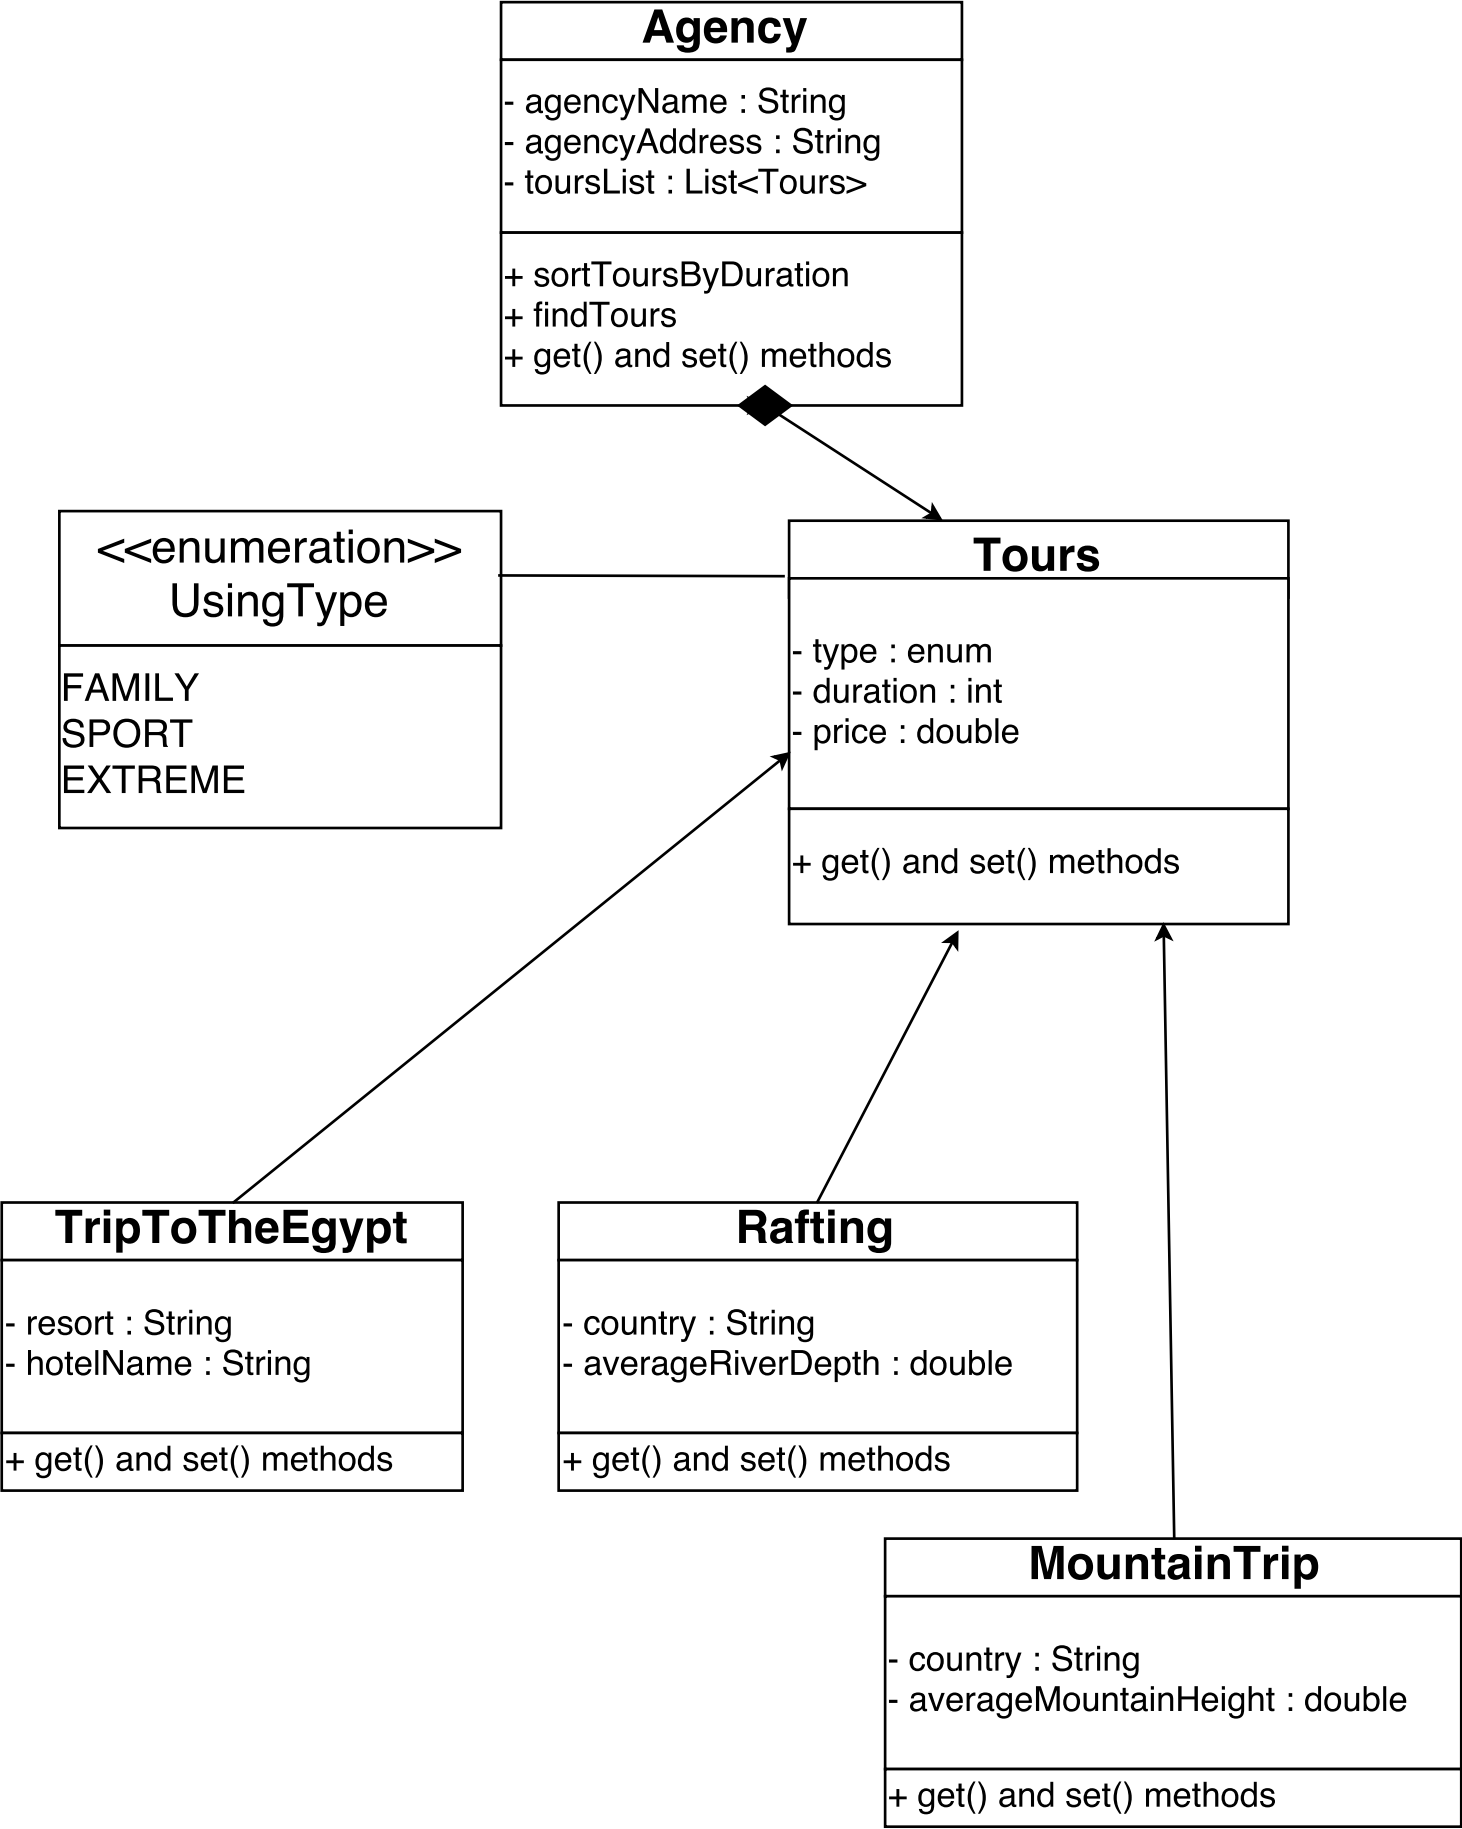 Agency
- agencyName : String
- agencyAddress : String
- toursList : List<Tours>
+ sortToursByDuration
+ findTours
+ get() and set() methods
<<enumeration>>
UsingType
FAMILY
SPORT
EXTREME
Tours
- type : enum
- duration : int
- price : double
+ get() and set() methods
TripToTheEgypt
- resort : String
- hotelName : String
+ get() and set() methods
Rafting
- country : String
- averageRiverDepth : double
+ get() and set() methods
MountainTrip
- country : String
- averageMountainHeight : double
+ get() and set() methods